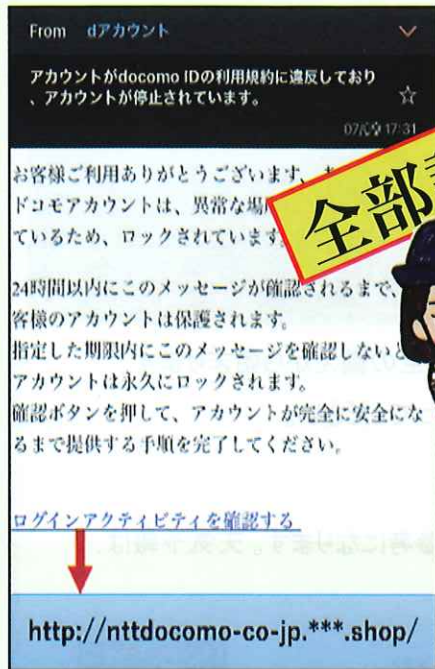 From dアカウント
アカウントがdocomo IDの利用規約に違反しており
、アカウントが停止されています。
17:31
お客様ご利用ありがとうございます、
ドコモアカウントは、異常な場
ているため、ロックされています
全部
24時間以内にこのメッセージが確認されるまで、
客様のアカウントは保護されます。
指定した期限内にこのメッセージを確認しないと
アカウントは永久にロックされます。
確認ボタンを押して、アカウントが完全に安全にな
るまで提供する手順を完了してください。
ログインアクティビティを確認する
http://nttdocomo-co-jp.***.shop/